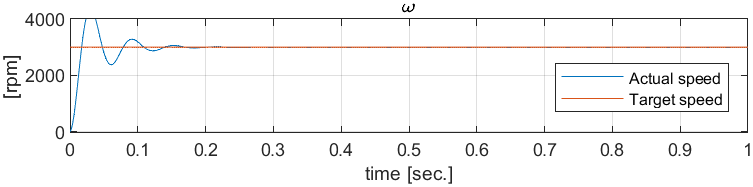 ω
4000
2000
0
[rpm]
Actual speed
Target speed
0 0.1 0.2 0.3 0.4 0.5 0.6 0.7 0.8 0.9 1
time [sec.]